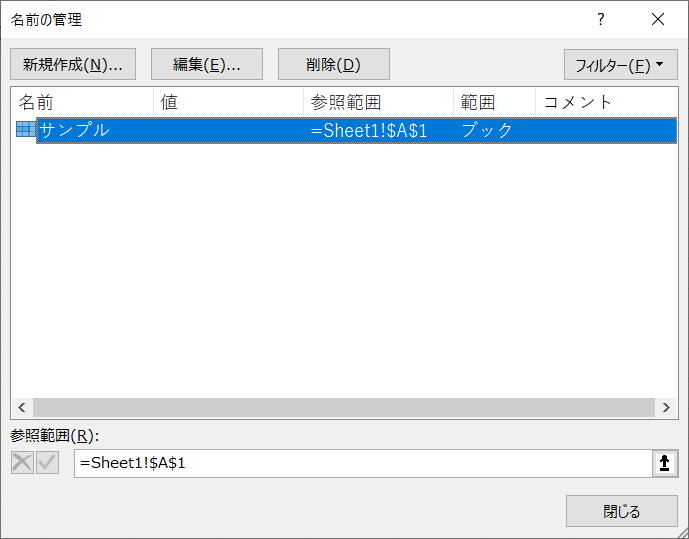 名前の管理
?
新規作成(N)... 編集(E)... 削除(D) フィルター(F)
名前 値 参照範囲 範囲 コメント
サンプル =Sheet1!$A$1 ブック
参照範囲(R):
=Sheet1!$A$1
閉じる